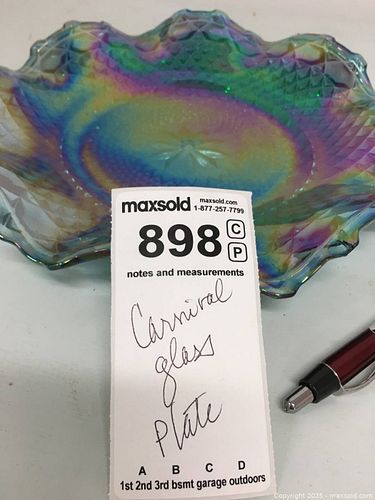 maxsold maxsold.com
1-877-257-7799
898 C
P
notes and measurements
Carnival
glass
Plate
A B C D
1st 2nd 3rd bsmt garage outdoors
Copyright 2025 - maxsold.com